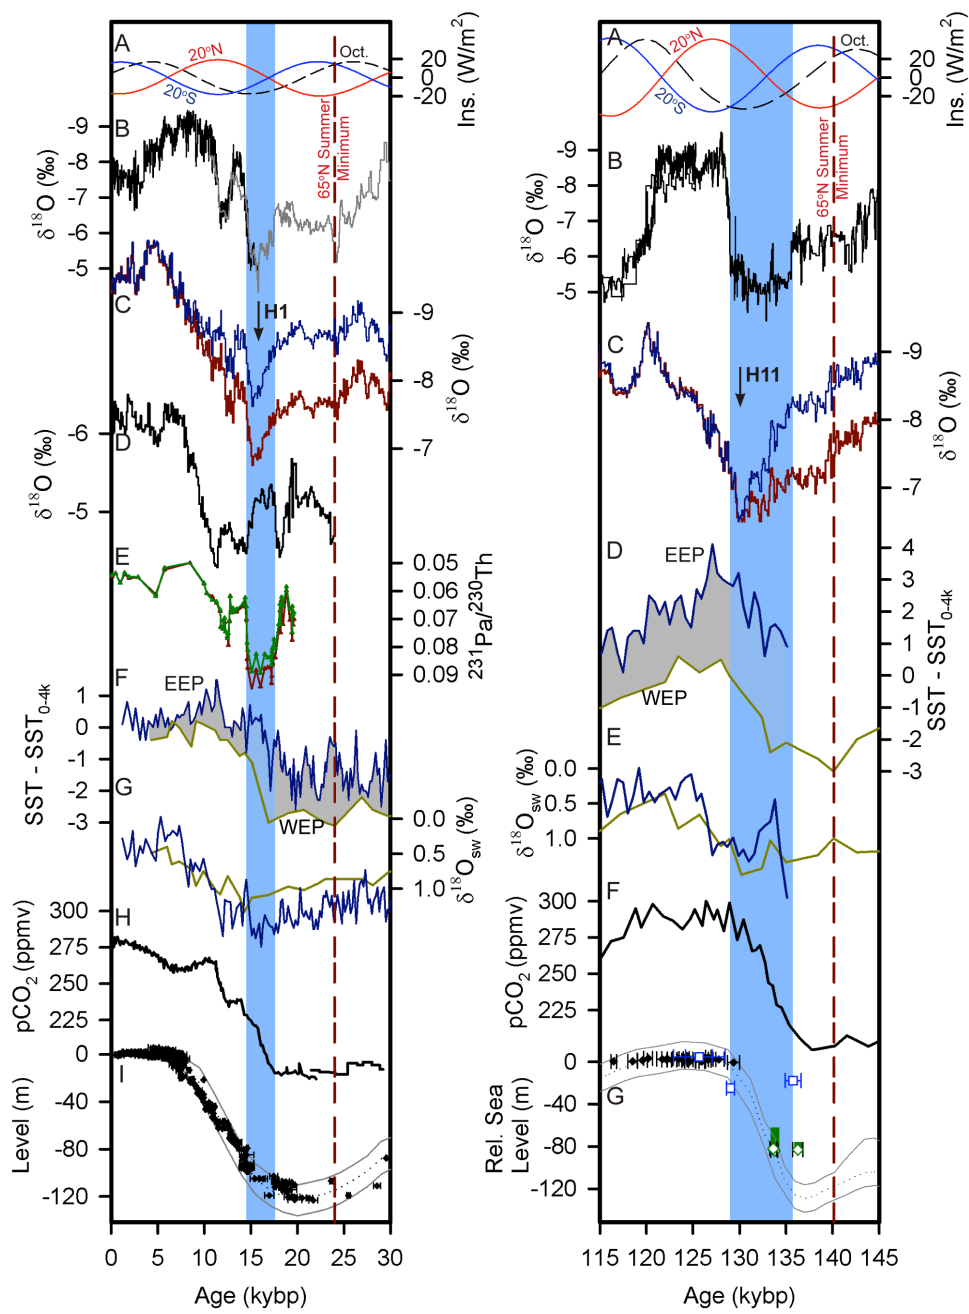 A
20°N
20°S
Oct.
20
0
-20
Ins. (W/m²)
B
-9
-8
-7
-6
-5
δ¹⁸O (‰)
65°N Summer
Minimum
C
H1
-9
-8
-7
δ¹⁸O (‰)
D
-6
-5
δ¹⁸O (‰)
E
0.05
0.06
0.07
0.08
0.09
²³¹Pa/²³⁰Th
F
EEP
WEP
1
0
-1
-2
-3
SST - SST₀₋₄ₖ
G
0.0
0.5
1.0
δ¹⁸O_sw (‰)
H
300
275
250
225
pCO₂ (ppmv)
I
0
-40
-80
-120
Level (m)
0 5 10 15 20 25 30
Age (kybp)
A
20°N
20°S
Oct.
20
0
-20
Ins. (W/m²)
B
-9
-8
-7
-6
-5
δ¹⁸O (‰)
65°N Summer
Minimum
C
H11
-9
-8
-7
δ¹⁸O (‰)
D
EEP
WEP
4
3
2
1
0
-1
-2
-3
SST - SST₀₋₄ₖ
E
0.0
0.5
1.0
δ¹⁸O_sw (‰)
F
300
275
250
225
pCO₂ (ppmv)
G
0
-40
-80
-120
Rel. Sea
Level (m)
115 120 125 130 135 140 145
Age (kybp)